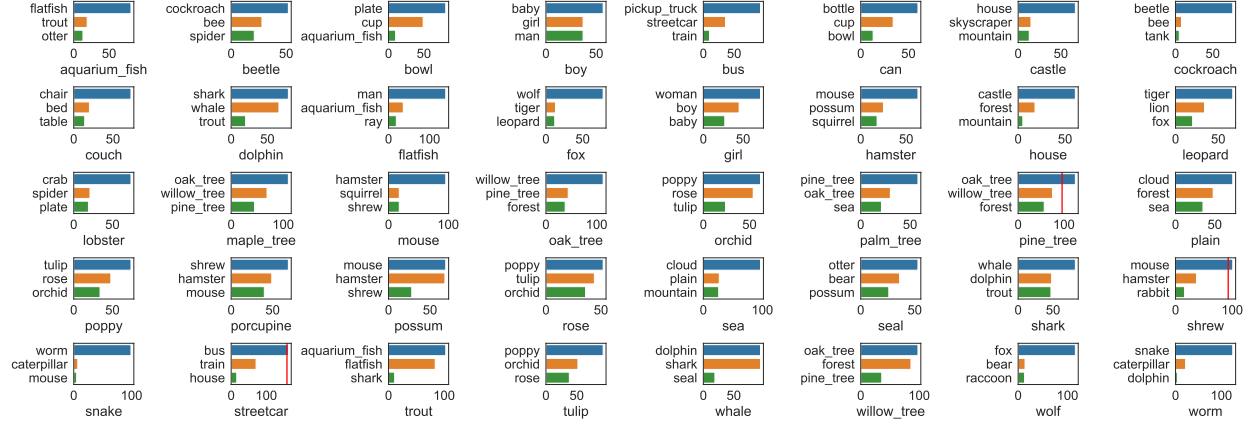 flatfish cockroach plate baby pickup_truck bottle house beetle
trout bee cup girl streetcar cup skyscraper bee
otter spider aquarium_fish man train bowl mountain tank
0 50 0 50 0 50 0 50 0 50 0 50 0 50 0 50
aquarium_fish beetle bowl boy bus can castle cockroach
chair shark man wolf woman mouse castle tiger
bed whale aquarium_fish tiger boy possum forest lion
table trout ray leopard baby squirrel mountain fox
0 50 0 50 0 100 0 50 0 50 0 50 0 50 0 50
couch dolphin flatfish fox girl hamster house leopard
crab oak_tree hamster willow_tree poppy pine_tree oak_tree cloud
spider willow_tree squirrel pine_tree rose oak_tree willow_tree forest
plate pine_tree shrew forest tulip sea forest sea
0 50 0 100 0 100 0 100 0 50 0 50 0 100 0 50
lobster maple_tree mouse oak_tree orchid palm_tree pine_tree plain
tulip shrew mouse poppy cloud otter whale mouse
rose hamster hamster tulip plain bear dolphin hamster
orchid mouse shrew orchid mountain possum trout rabbit
0 50 0 50 0 50 0 50 0 100 0 50 0 50 0 100
poppy porcupine possum rose sea seal shark shrew
worm bus aquarium_fish poppy dolphin oak_tree fox snake
caterpillar train flatfish orchid shark forest bear caterpillar
mouse house shark rose seal pine_tree raccoon dolphin
0 100 0 100 0 100 0 50 0 50 0 100 0 100 0 100
snake streetcar trout tulip whale willow_tree wolf worm